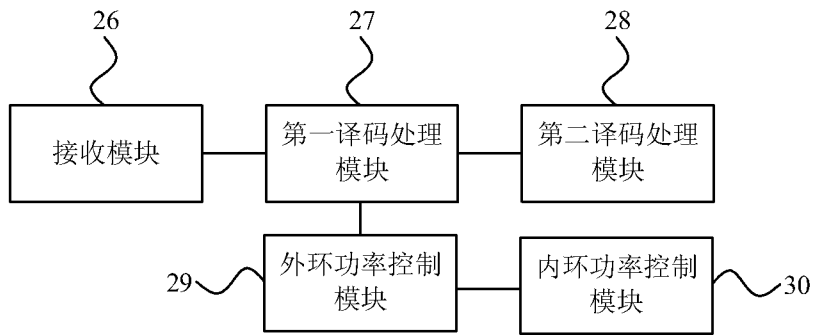 26
27
28
接收模块
第一译码处理
模块
第二译码处理
模块
29
外环功率控制
模块
内环功率控制
模块
30